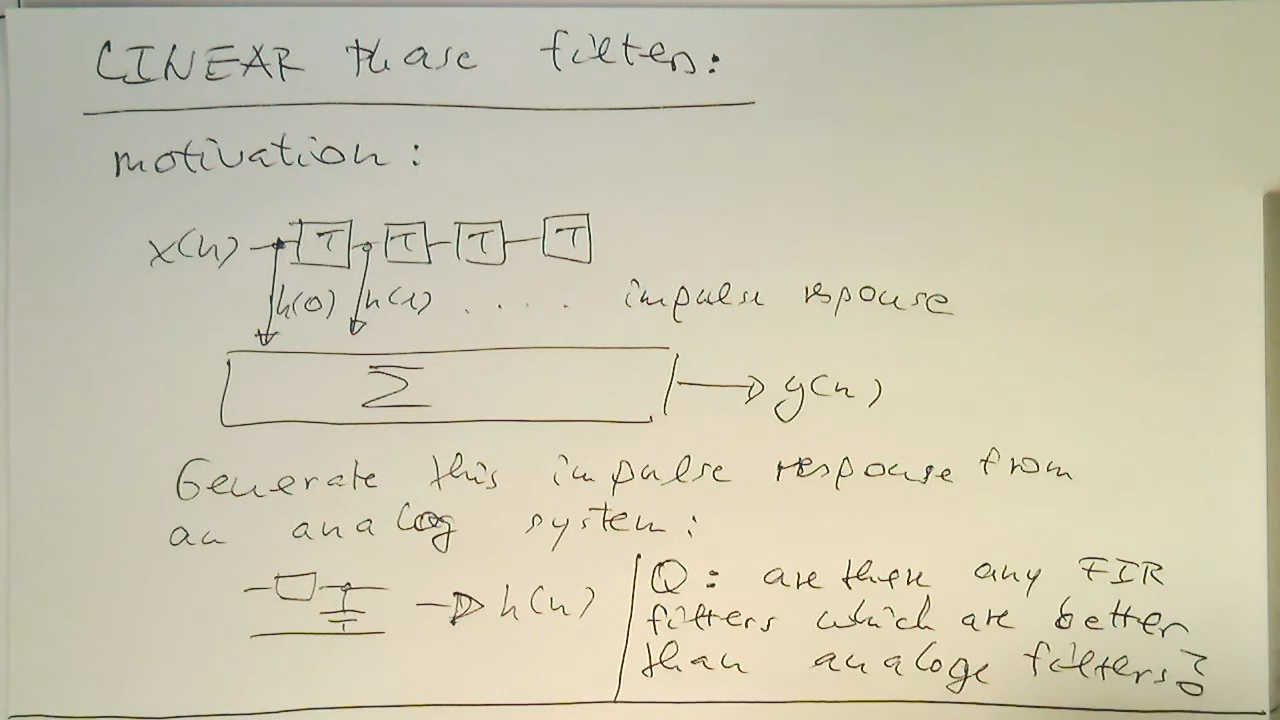 LINEAR Phase filters:
motivation:
x(n) T T T T
h(0) h(1) . . . . impulse response
Σ y(n)
Generate this impulse response from
an analog system:
h(n)
Q: are there any FIR
filters which are better
than analoge filters?